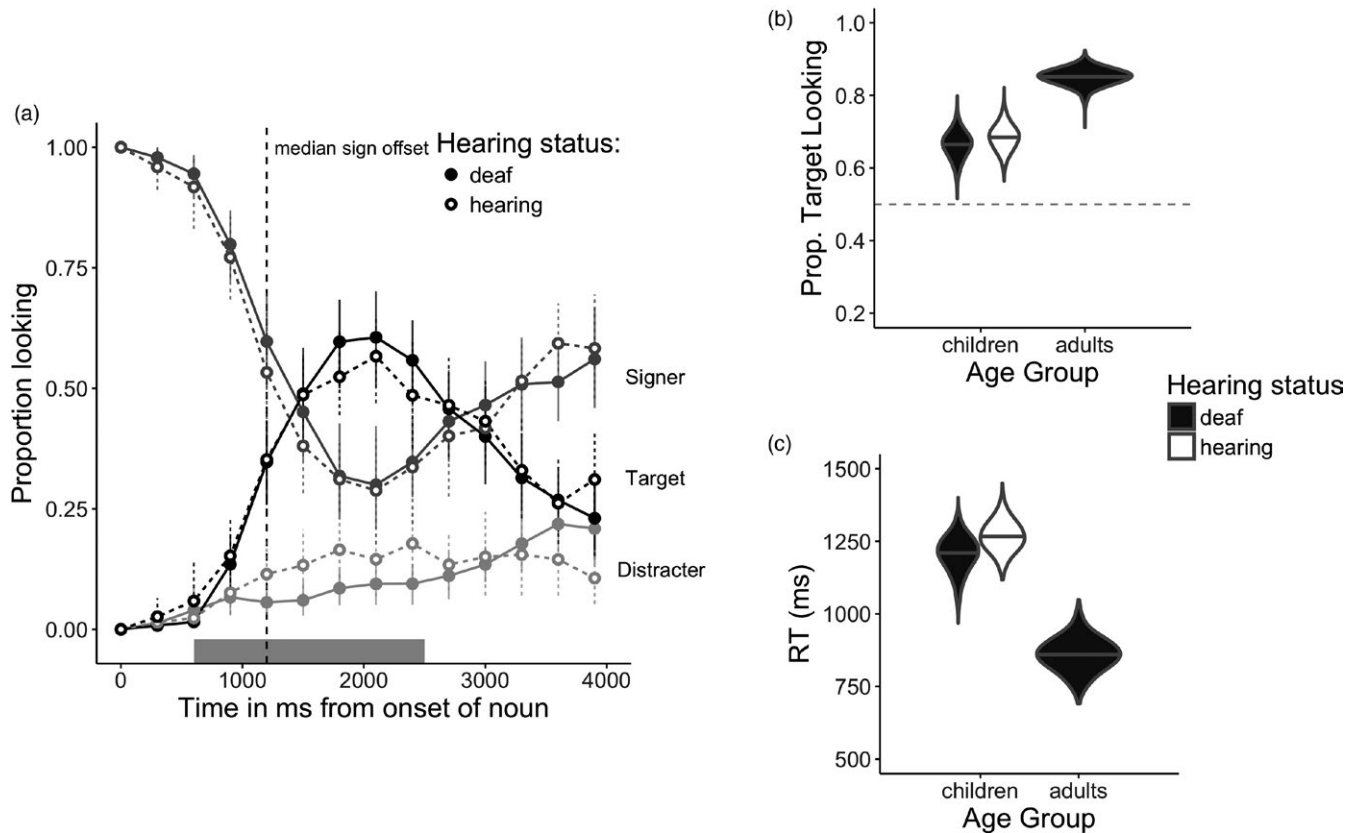 (a)
median sign offset
Hearing status:
deaf
hearing
Proportion looking
1.00
0.75
0.50
0.25
0.00
Signer
Target
Distracter
0 1000 2000 3000 4000
Time in ms from onset of noun
(b)
Prop. Target Looking
1.0
0.8
0.6
0.4
0.2
children adults
Age Group
Hearing status
deaf
hearing
(c)
RT (ms)
1500
1250
1000
750
500
children adults
Age Group